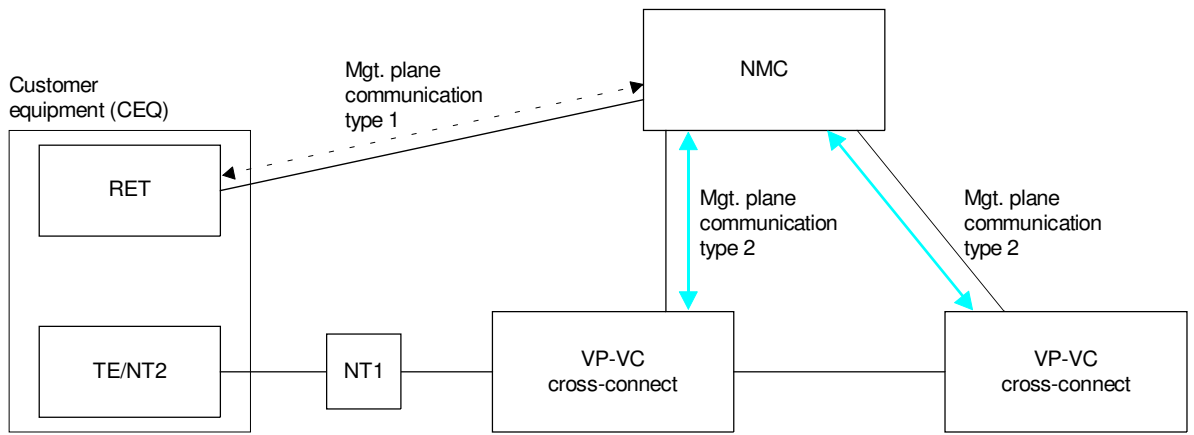 NMC
Mgt. plane
communication
type 1
Customer
equipment (CEQ)
RET
Mgt. plane
communication
type 2
Mgt. plane
communication
type 2
TE/NT2
NT1
VP-VC
cross-connect
VP-VC
cross-connect